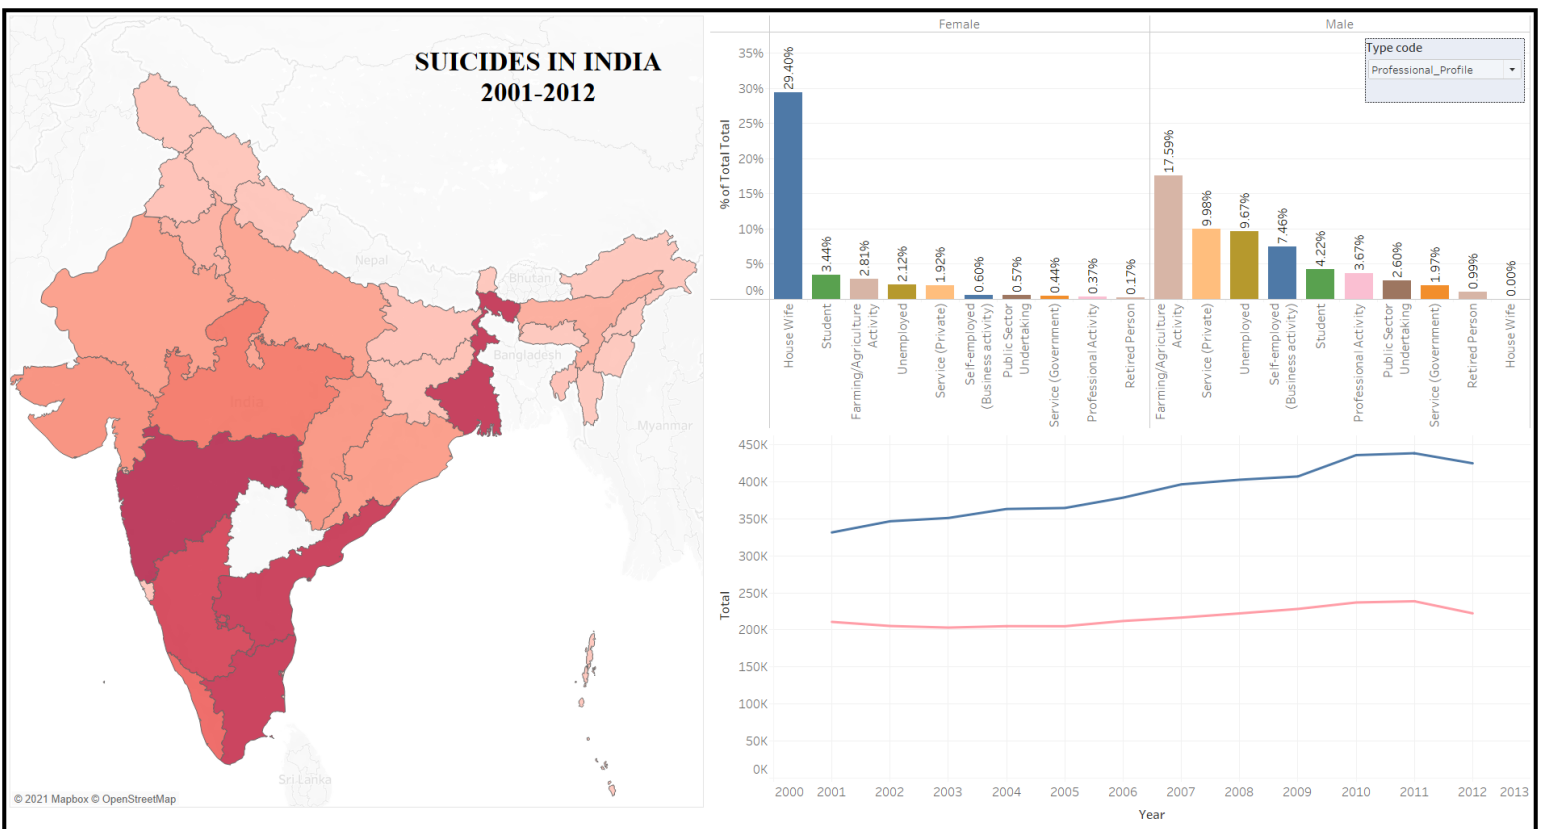 SUICIDES IN INDIA
2001-2012
Nepal
Bhutan
Bangladesh
India
Myanmar
Sri Lanka
© 2021 Mapbox © OpenStreetMap
Female
Male
Type code
Professional_Profile
% of Total Total
35%
30%
25%
20%
15%
10%
5%
0%
29.40%
3.44%
2.81%
2.12%
1.92%
0.60%
0.57%
0.44%
0.37%
0.17%
17.59%
9.98%
9.67%
7.46%
4.22%
3.67%
2.60%
1.97%
0.99%
0.00%
House Wife
Student
Farming/Agriculture
Activity
Unemployed
Service (Private)
Self-employed
(Business activity)
Public Sector
Undertaking
Service (Government)
Professional Activity
Retired Person
Farming/Agriculture
Activity
Service (Private)
Unemployed
Self-employed
(Business activity)
Student
Professional Activity
Public Sector
Undertaking
Service (Government)
Retired Person
House Wife
Total
450K
400K
350K
300K
250K
200K
150K
100K
50K
0K
2000 2001 2002 2003 2004 2005 2006 2007 2008 2009 2010 2011 2012 2013
Year